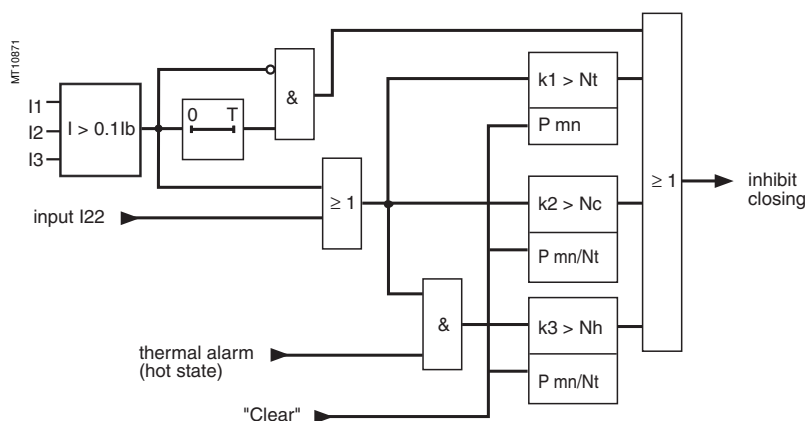 MT10871
I1
I2
I3
I > 0.1Ib
0 T
&
≥ 1
input I22
&
thermal alarm
(hot state)
"Clear"
k1 > Nt
P mn
k2 > Nc
P mn/Nt
k3 > Nh
P mn/Nt
≥ 1
inhibit
closing